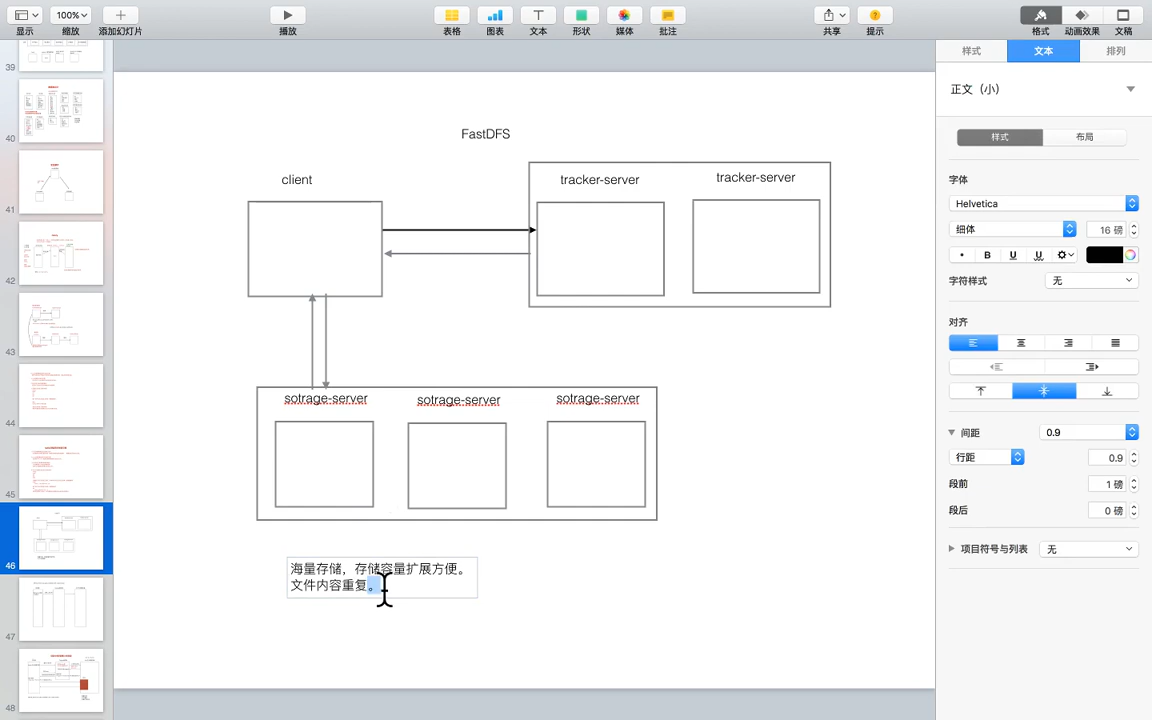 显示
100%
缩放
添加幻灯片
播放
表格
图表
文本
形状
媒体
批注
共享
提示
格式
动画效果
文稿
样式
文本
排列
39
40
41
42
43
44
45
46
47
48
FastDFS
client
tracker-server
tracker-server
sotrage-server
sotrage-server
sotrage-server
海量存储，存储容量扩展方便。
文件内容重复。
正文（小）
样式
布局
字体
Helvetica
细体
16 磅
B
U
U
字符样式
无
对齐
间距
0.9
行距
0.9
段前
1 磅
段后
0 磅
项目符号与列表
无